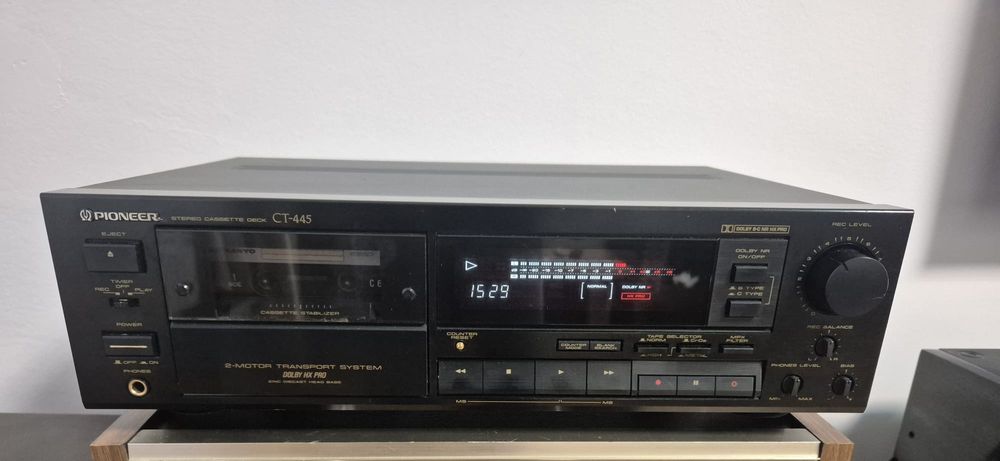 PIONEER
STEREO CASSETTE DECK CT-445
EJECT
TIMER
OFF
REC PLAY
POWER
OFF ON
PHONES
CE
CASSETTE STABILIZER
2-MOTOR TRANSPORT SYSTEM
DOLBY HX PRO
ZINC DIECAST HEAD BASE
DOLBY B-C NR HX PRO
1529
NORMAL
DOLBY NR
HX PRO
DOLBY NR
ON/OFF
B TYPE
C TYPE
COUNTER
RESET
COUNTER
MODE
BLANK
SEARCH
TAPE SELECTOR
NORM
CrO2
METAL
MPX
FILTER
MS MS
REC LEVEL
REC BALANCE
L R
PHONES LEVEL
MIN MAX
BIAS
- +